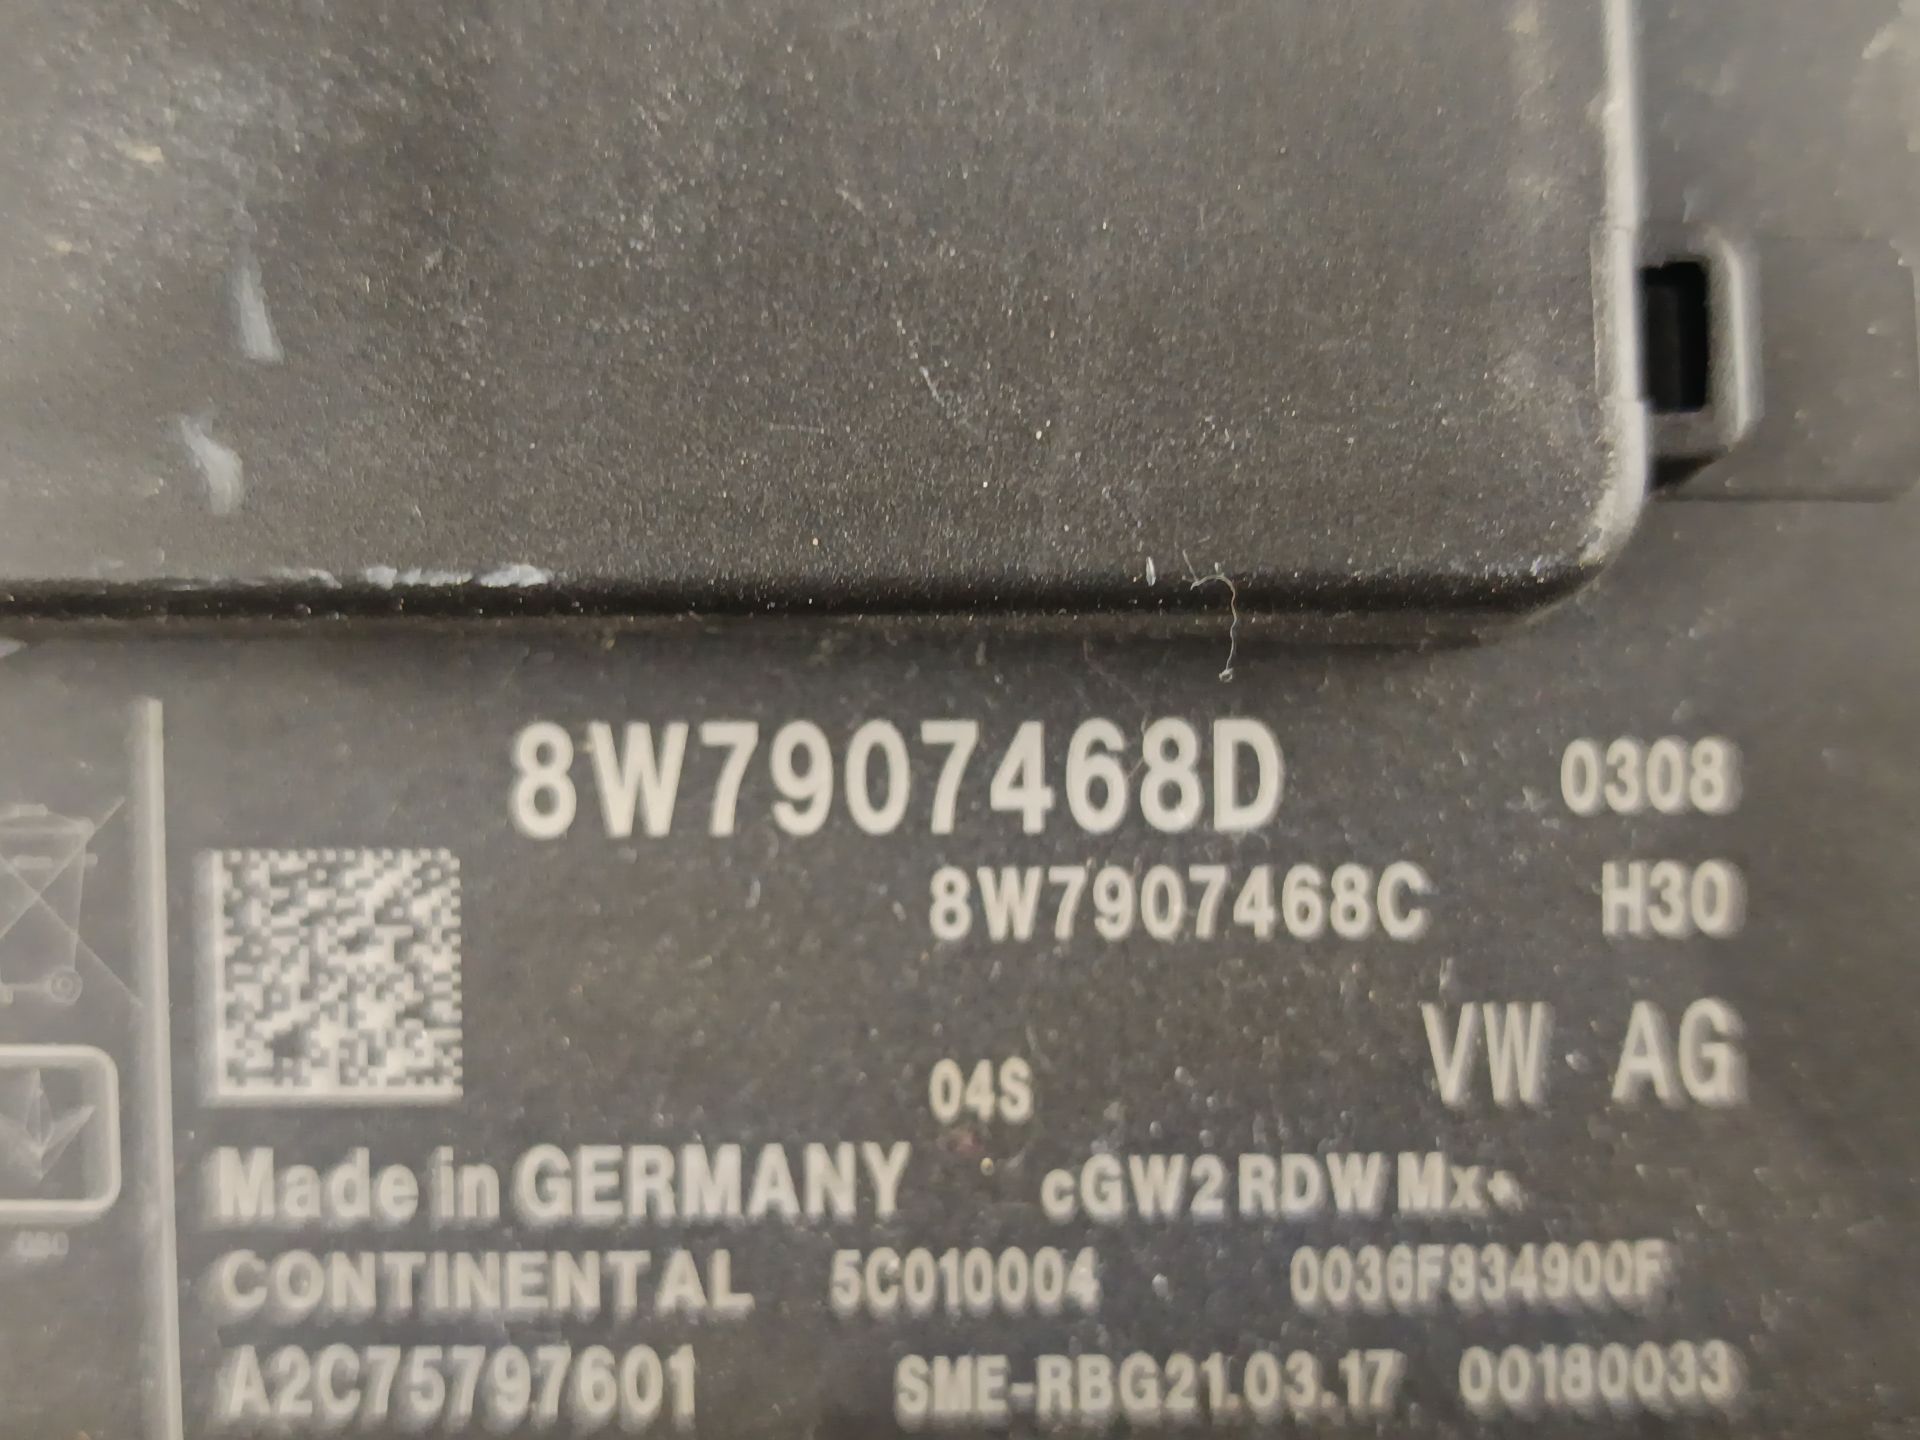 8W7907468D 0308
8W7907468C H30
VW AG
04S
Made in GERMANY cGW2 RDW Mx+
CONTINENTAL 5C010004 0036F834900F
A2C75797601 SME-RBG21.03.17 00180033